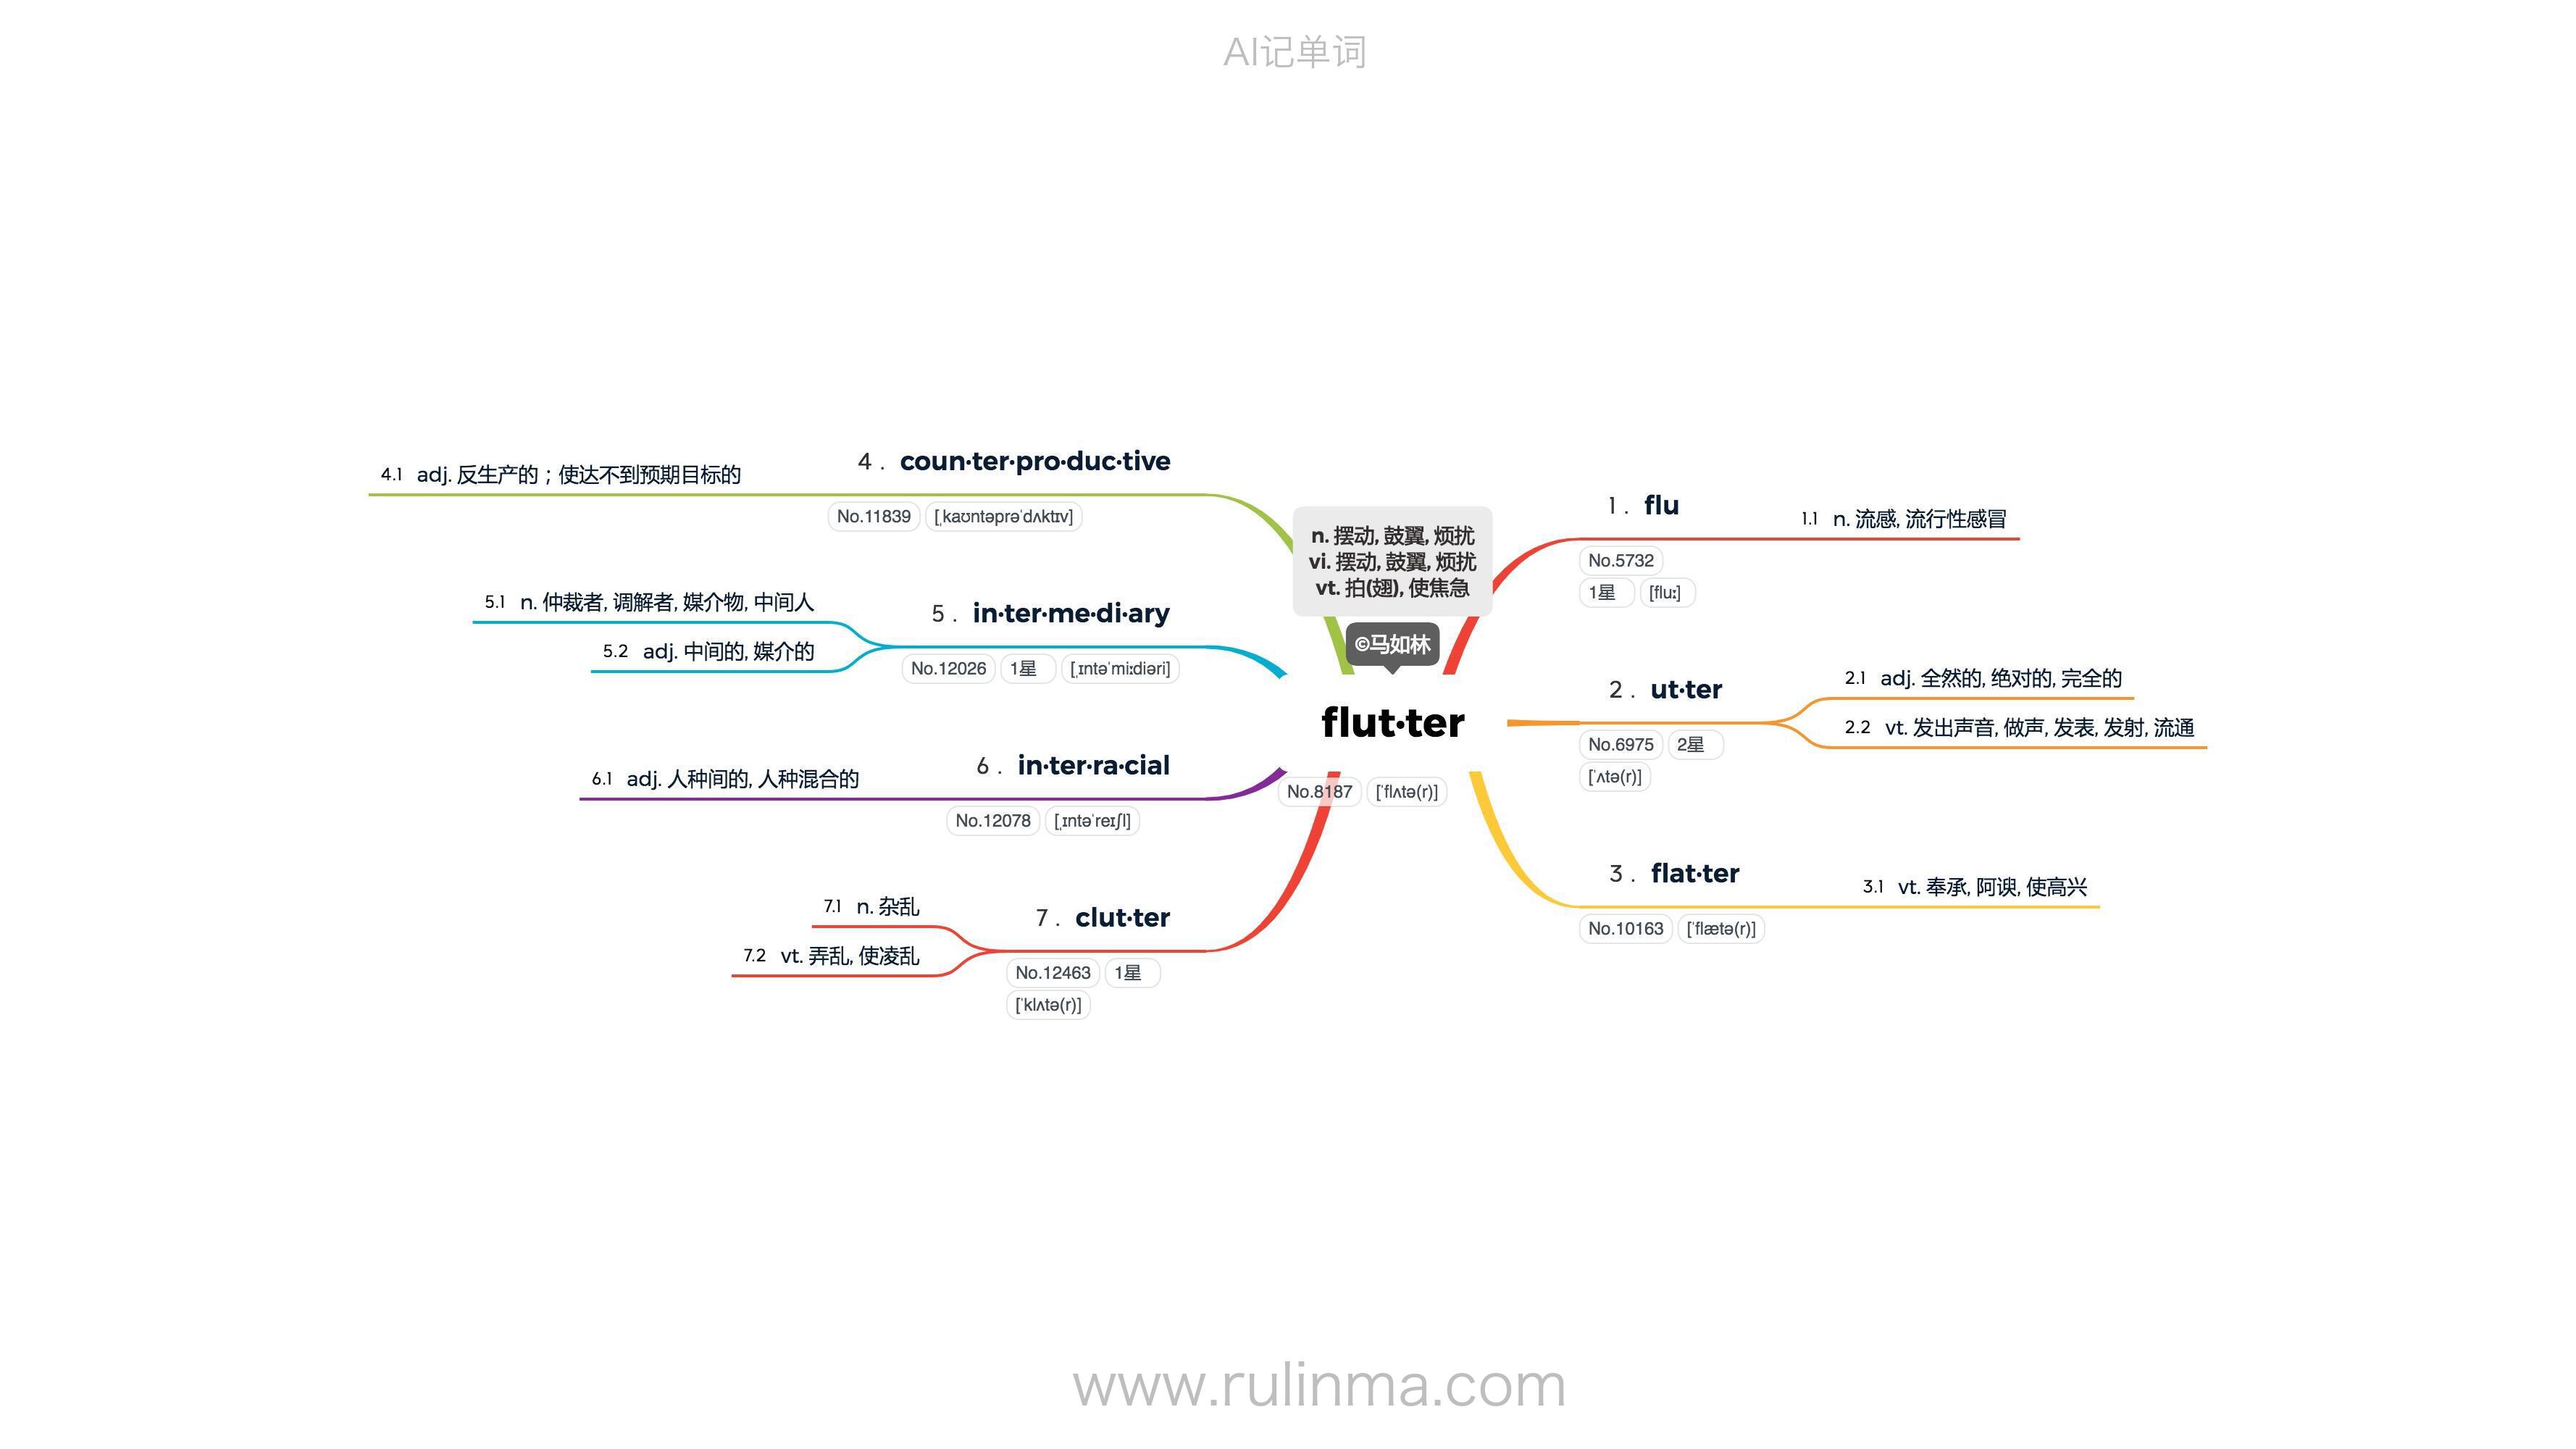 AI记单词
n. 摆动, 鼓翼, 烦扰
vi. 摆动, 鼓翼, 烦扰
vt. 拍(翅), 使焦急
©马如林
flut·ter
No.8187 [ˈflʌtə(r)]
1. flu
No.5732
1星 [fluː]
1.1 n. 流感, 流行性感冒
2. ut·ter
No.6975 2星
[ˈʌtə(r)]
2.1 adj. 全然的, 绝对的, 完全的
2.2 vt. 发出声音, 做声, 发表, 发射, 流通
3. flat·ter
No.10163 [ˈflætə(r)]
3.1 vt. 奉承, 阿谀, 使高兴
4. coun·ter·pro·duc·tive
No.11839 [ˌkaʊntəprəˈdʌktɪv]
4.1 adj. 反生产的；使达不到预期目标的
5. in·ter·me·di·ary
No.12026 1星 [ˌɪntəˈmiːdiəri]
5.1 n. 仲裁者, 调解者, 媒介物, 中间人
5.2 adj. 中间的, 媒介的
6. in·ter·ra·cial
No.12078 [ˌɪntəˈreɪʃl]
6.1 adj. 人种间的, 人种混合的
7. clut·ter
No.12463 1星
[ˈklʌtə(r)]
7.1 n. 杂乱
7.2 vt. 弄乱, 使凌乱
www.rulinma.com